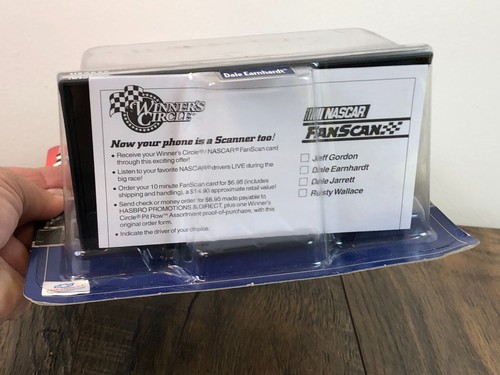 Dale Earnhardt™
WINNER'S
CIRCLE
NASCAR
FANSCAN
Now your phone is a Scanner too!
• Receive your Winner's Circle® / NASCAR® FanScan card
through this exciting offer!
• Listen to your favorite NASCAR® drivers LIVE during the
big race!
• Order your 10 minute FanScan card for $6.95 (includes
shipping and handling), a $14.90 approximate retail value!
• Send check or money order for $6.95 made payable to
HASBRO PROMOTIONS & DIRECT, plus one Winner's
Circle® Pit Row™ Assortment proof-of-purchase, with this
original order form.
• Indicate the driver of your choice.
Jeff Gordon
Dale Earnhardt
Dale Jarrett
Rusty Wallace